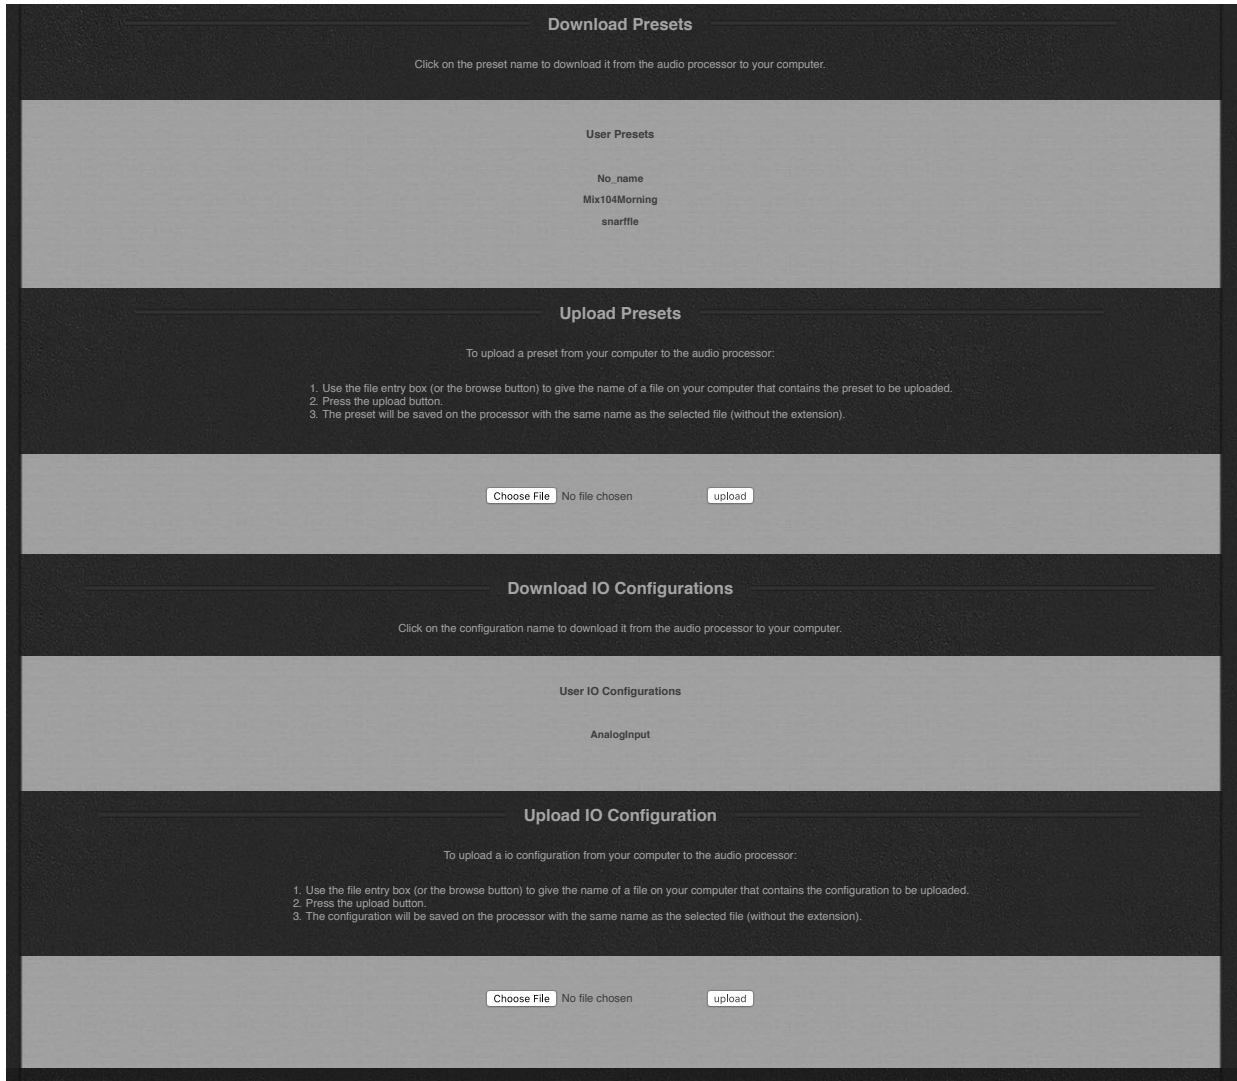 Download Presets
Click on the preset name to download it from the audio processor to your computer.
User Presets
No_name
Mix104Morning
snarffle
Upload Presets
To upload a preset from your computer to the audio processor:
1. Use the file entry box (or the browse button) to give the name of a file on your computer that contains the preset to be uploaded.
2. Press the upload button.
3. The preset will be saved on the processor with the same name as the selected file (without the extension).
Choose File No file chosen upload
Download IO Configurations
Click on the configuration name to download it from the audio processor to your computer.
User IO Configurations
AnalogInput
Upload IO Configuration
To upload a io configuration from your computer to the audio processor:
1. Use the file entry box (or the browse button) to give the name of a file on your computer that contains the configuration to be uploaded.
2. Press the upload button.
3. The configuration will be saved on the processor with the same name as the selected file (without the extension).
Choose File No file chosen upload